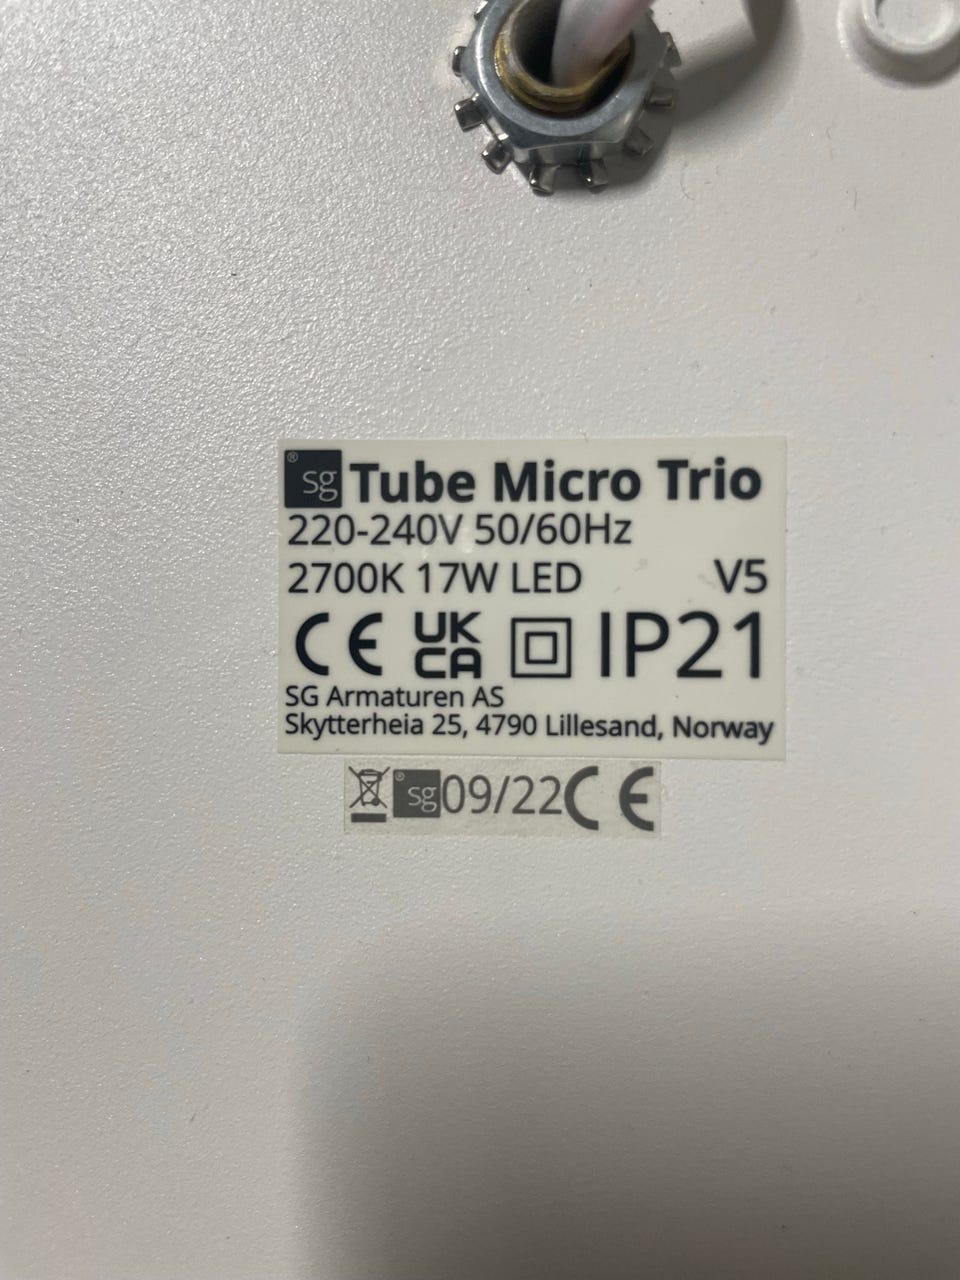 ® sg Tube Micro Trio
220-240V 50/60Hz
2700K 17W LED V5
CE UK CA IP21
SG Armaturen AS
Skytterheia 25, 4790 Lillesand, Norway
® sg 09/22 CE